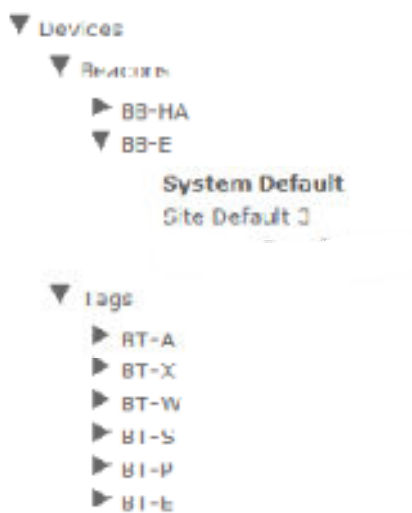 Devices
Beacons
BB-HA
BB-E
System Default
Site Default 3
Tags
BT-A
BT-X
BT-W
BT-S
BT-P
BT-E